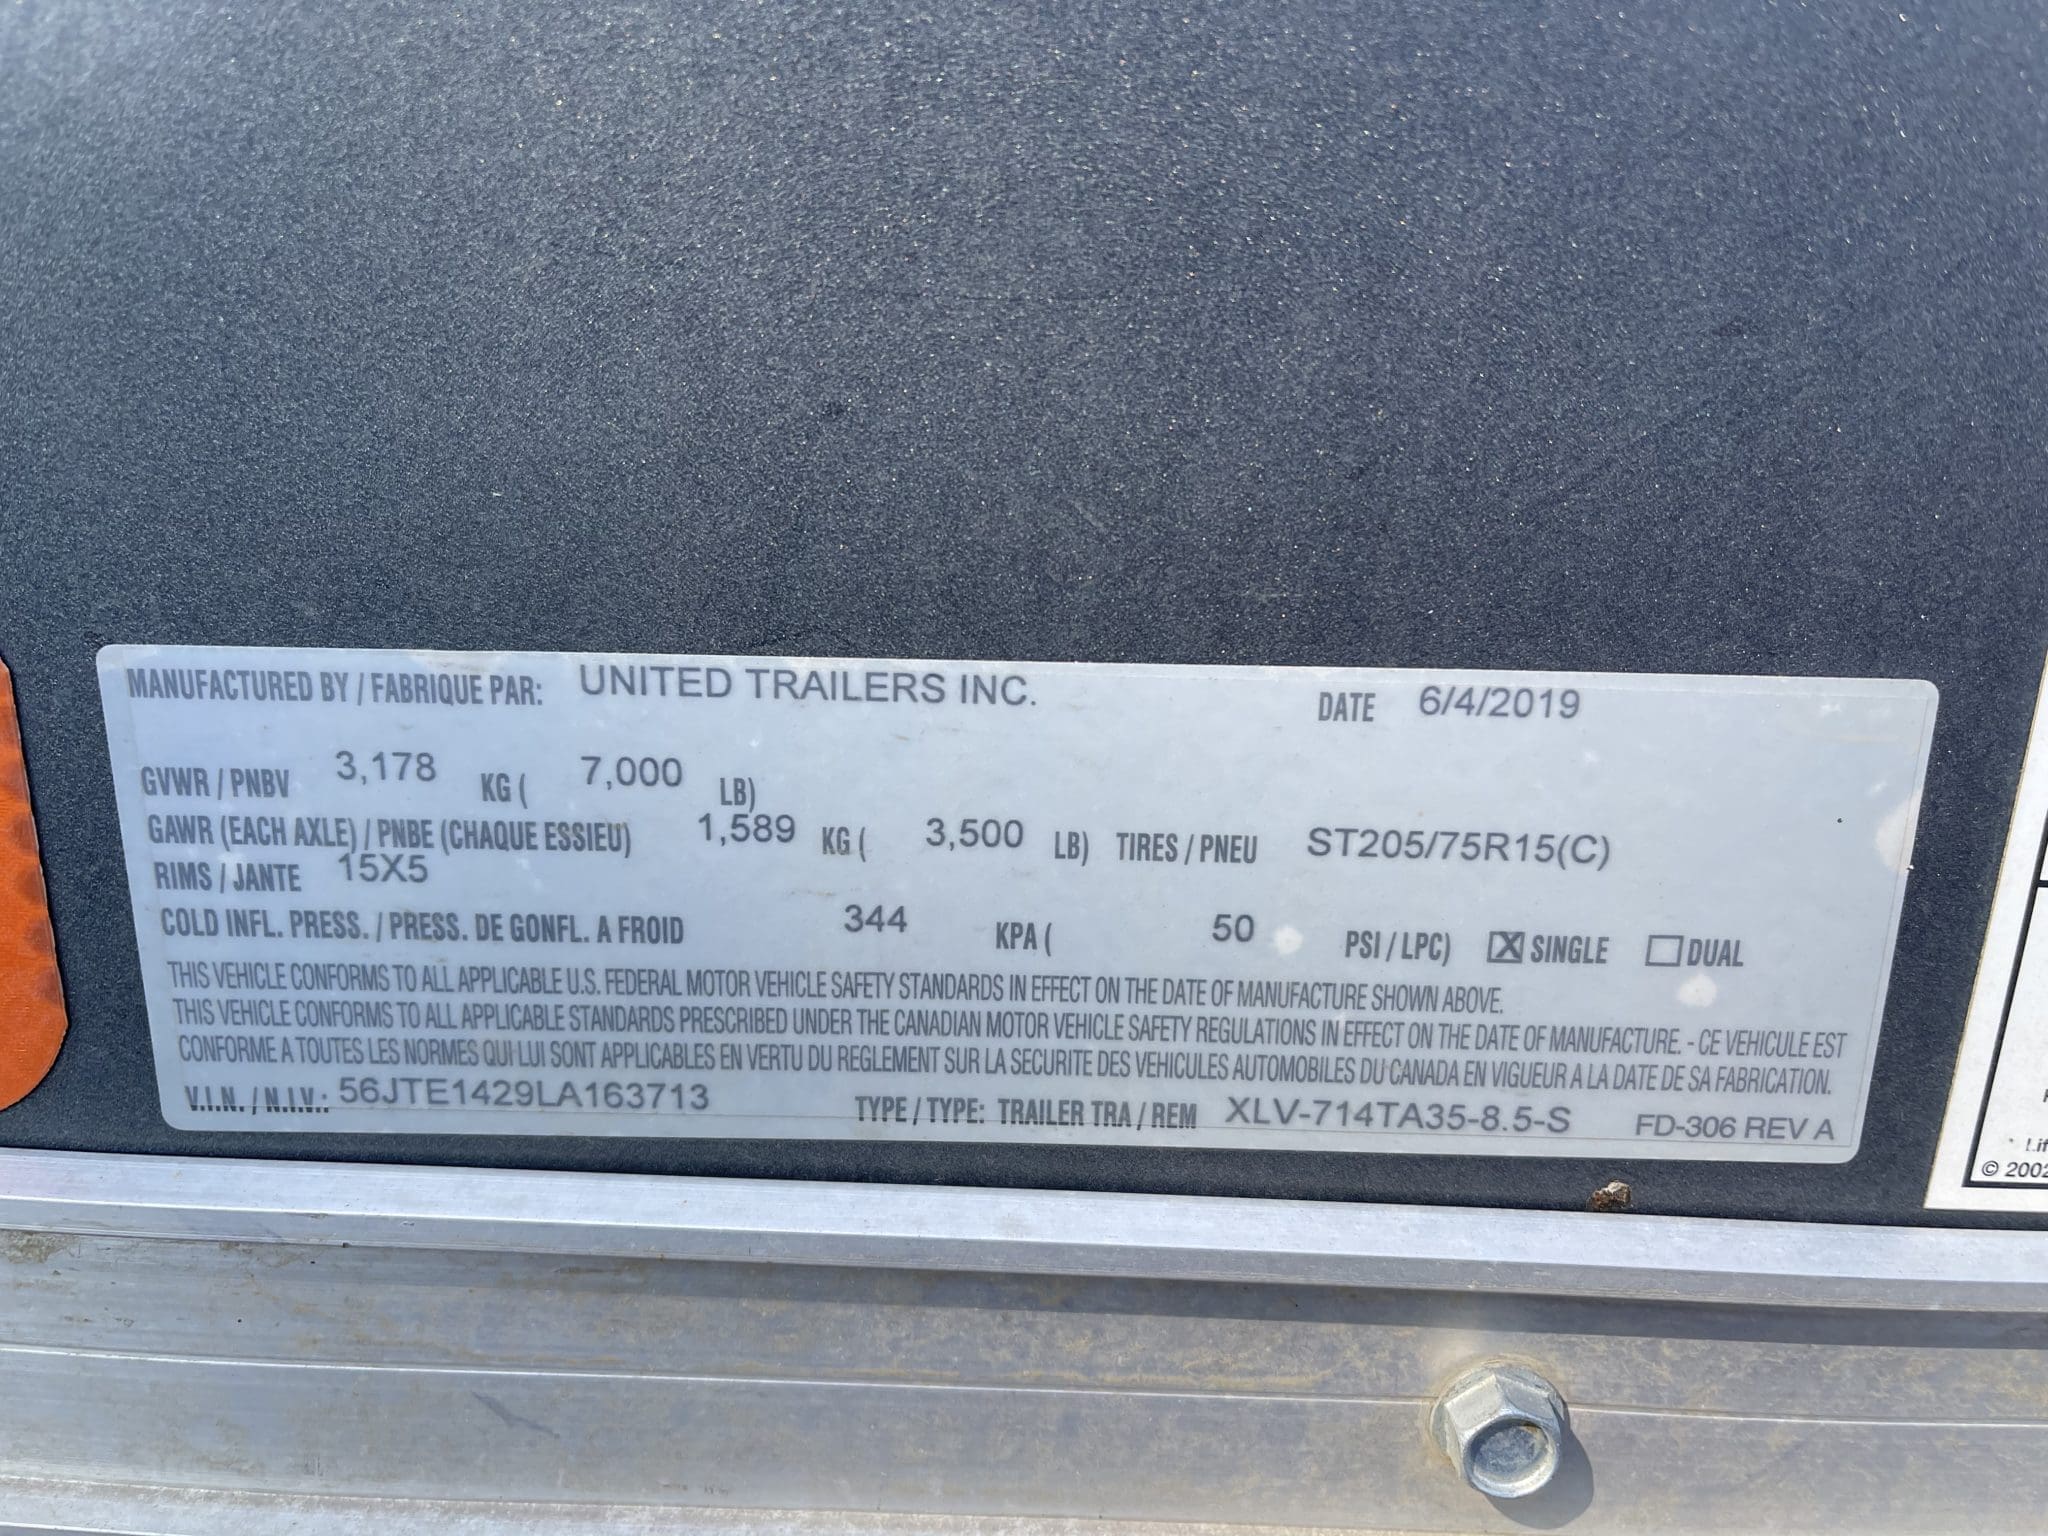 MANUFACTURED BY / FABRIQUE PAR: UNITED TRAILERS INC. DATE 6/4/2019
GVWR / PNBV 3,178 KG ( 7,000 LB)
GAWR (EACH AXLE) / PNBE (CHAQUE ESSIEU) 1,589 KG ( 3,500 LB) TIRES / PNEU ST205/75R15(C)
RIMS / JANTE 15X5
COLD INFL. PRESS. / PRESS. DE GONFL. A FROID 344 KPA ( 50 PSI / LPC) ☒ SINGLE ☐ DUAL
THIS VEHICLE CONFORMS TO ALL APPLICABLE U.S. FEDERAL MOTOR VEHICLE SAFETY STANDARDS IN EFFECT ON THE DATE OF MANUFACTURE SHOWN ABOVE.
THIS VEHICLE CONFORMS TO ALL APPLICABLE STANDARDS PRESCRIBED UNDER THE CANADIAN MOTOR VEHICLE SAFETY REGULATIONS IN EFFECT ON THE DATE OF MANUFACTURE. - CE VEHICULE EST
CONFORME A TOUTES LES NORMES QUI LUI SONT APPLICABLES EN VERTU DU REGLEMENT SUR LA SECURITE DES VEHICULES AUTOMOBILES DU CANADA EN VIGUEUR A LA DATE DE SA FABRICATION.
V.I.N. / N.I.V.: 56JTE1429LA163713 TYPE / TYPE: TRAILER TRA / REM XLV-714TA35-8.5-S FD-306 REV A
© 2002